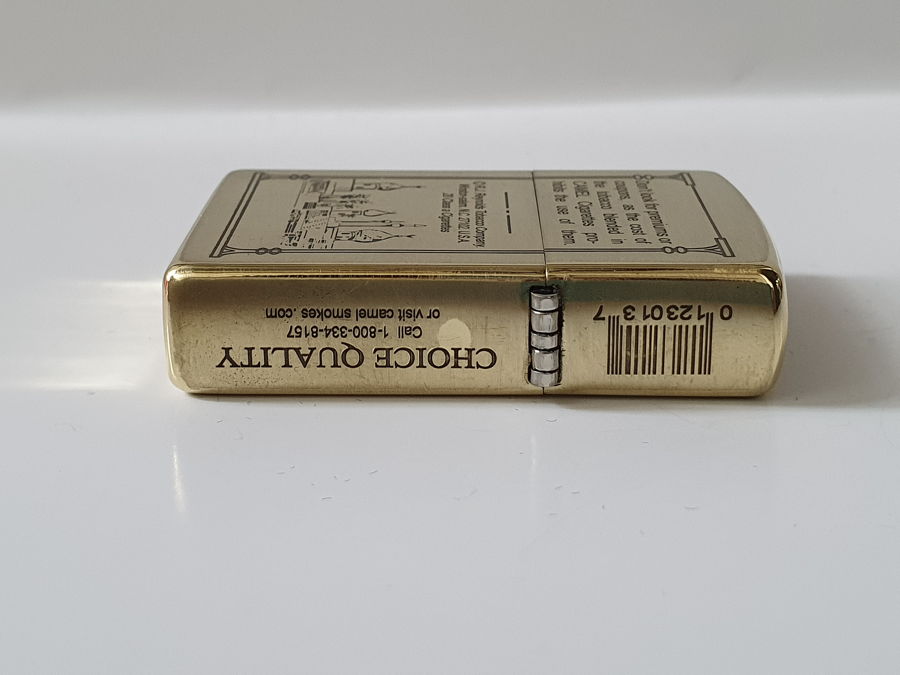 Don't look for premiums or
coupons, as the cost of
the tobaccos blended in
CAMEL Cigarettes pro-
hibits the use of them.
R.J. Reynolds Tobacco Company
Winston-Salem, N.C. 27102 U.S.A.
20 Class A Cigarettes
CHOICE QUALITY
Call 1-800-334-8157
or visit camel smokes .com
0 12301 3 7